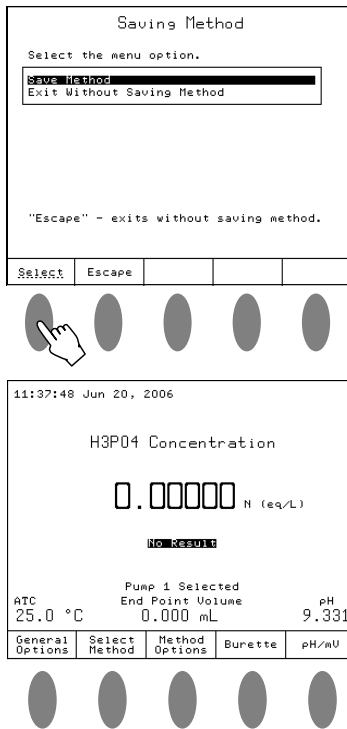 Saving Method
Select the menu option.
Save Method
Exit Without Saving Method
"Escape" - exits without saving method.
Select Escape
11:37:48 Jun 20, 2006
H3PO4 Concentration
0.00000 N (eq/L)
No Result
Pump 1 Selected
ATC End Point Volume pH
25.0 °C 0.000 mL 9.331
General Options Select Method Method Options Burette pH/mV